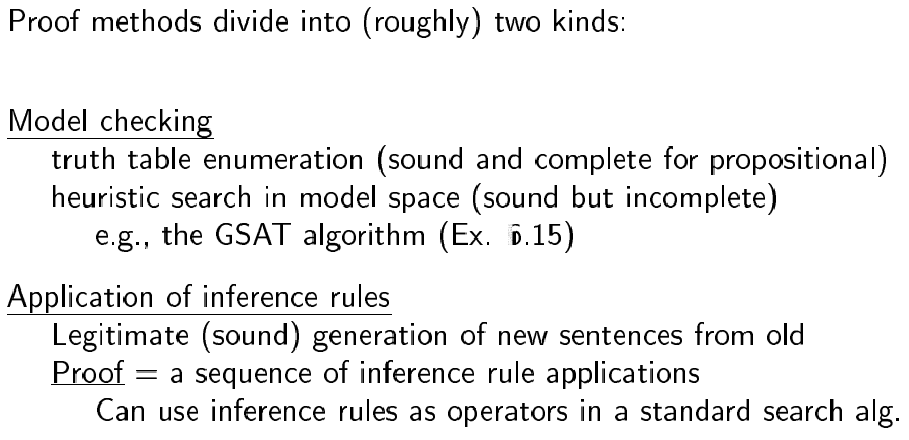 Proof methods divide into (roughly) two kinds:
Model checking
truth table enumeration (sound and complete for propositional)
heuristic search in model space (sound but incomplete)
e.g., the GSAT algorithm (Ex. 6.15)
Application of inference rules
Legitimate (sound) generation of new sentences from old
Proof = a sequence of inference rule applications
Can use inference rules as operators in a standard search alg.